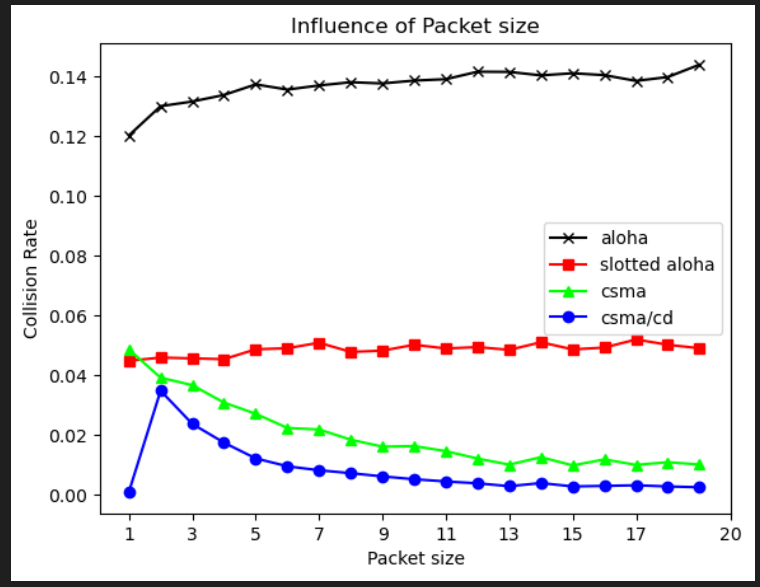 Influence of Packet size
Collision Rate
0.14
0.12
0.10
0.08
0.06
0.04
0.02
0.00
aloha
slotted aloha
csma
csma/cd
1 3 5 7 9 11 13 15 17 20
Packet size